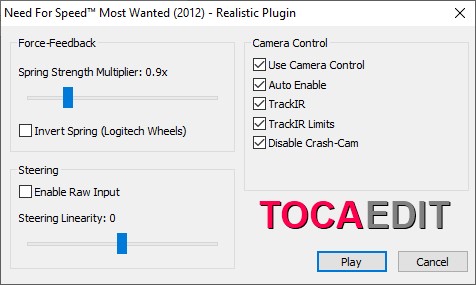 Need For Speed™ Most Wanted (2012) - Realistic Plugin
Force-Feedback
Spring Strength Multiplier: 0.9x
Invert Spring (Logitech Wheels)
Steering
Enable Raw Input
Steering Linearity: 0
Camera Control
Use Camera Control
Auto Enable
TrackIR
TrackIR Limits
Disable Crash-Cam
TOCAEDIT
Play Cancel